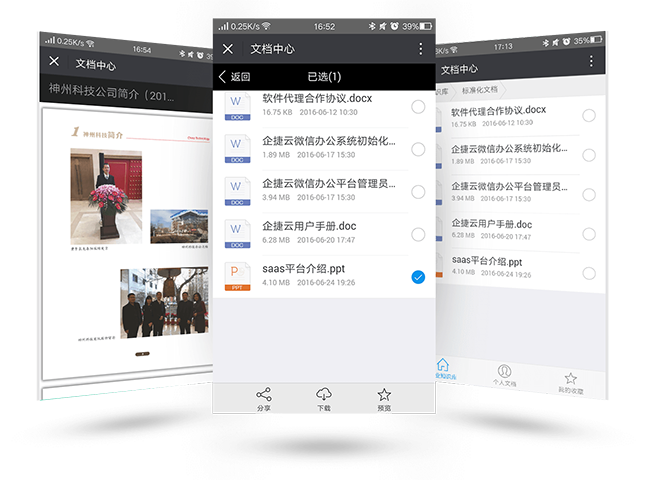 0.25K/s
16:54
文档中心
神州科技公司简介（201...
1 神州科技简介
0.25K/s
16:52
39%
文档中心
返回
已选(1)
软件代理合作协议.docx
16.75 KB 2016-06-12 10:30
DOC
企捷云微信办公系统初始化...
1.89 MB 2016-06-17 15:30
DOC
企捷云微信办公平台管理员...
3.94 MB 2016-06-17 15:30
DOC
企捷云用户手册.doc
6.28 MB 2016-06-20 17:47
DOC
saas平台介绍.ppt
4.10 MB 2016-06-24 19:26
PPT
分享
下载
预览
K/s
17:13
35%
文档中心
识库
标准化文档
软件代理合作协议.docx
16.75 KB 2016-06-12 10:30
企捷云微信办公系统初始化...
1.89 MB 2016-06-17 15:30
企捷云微信办公平台管理员...
3.94 MB 2016-06-17 15:30
企捷云用户手册.doc
6.28 MB 2016-06-20 17:47
saas平台介绍.ppt
4.10 MB 2016-06-24 19:26
业知识库
个人文档
我的收藏